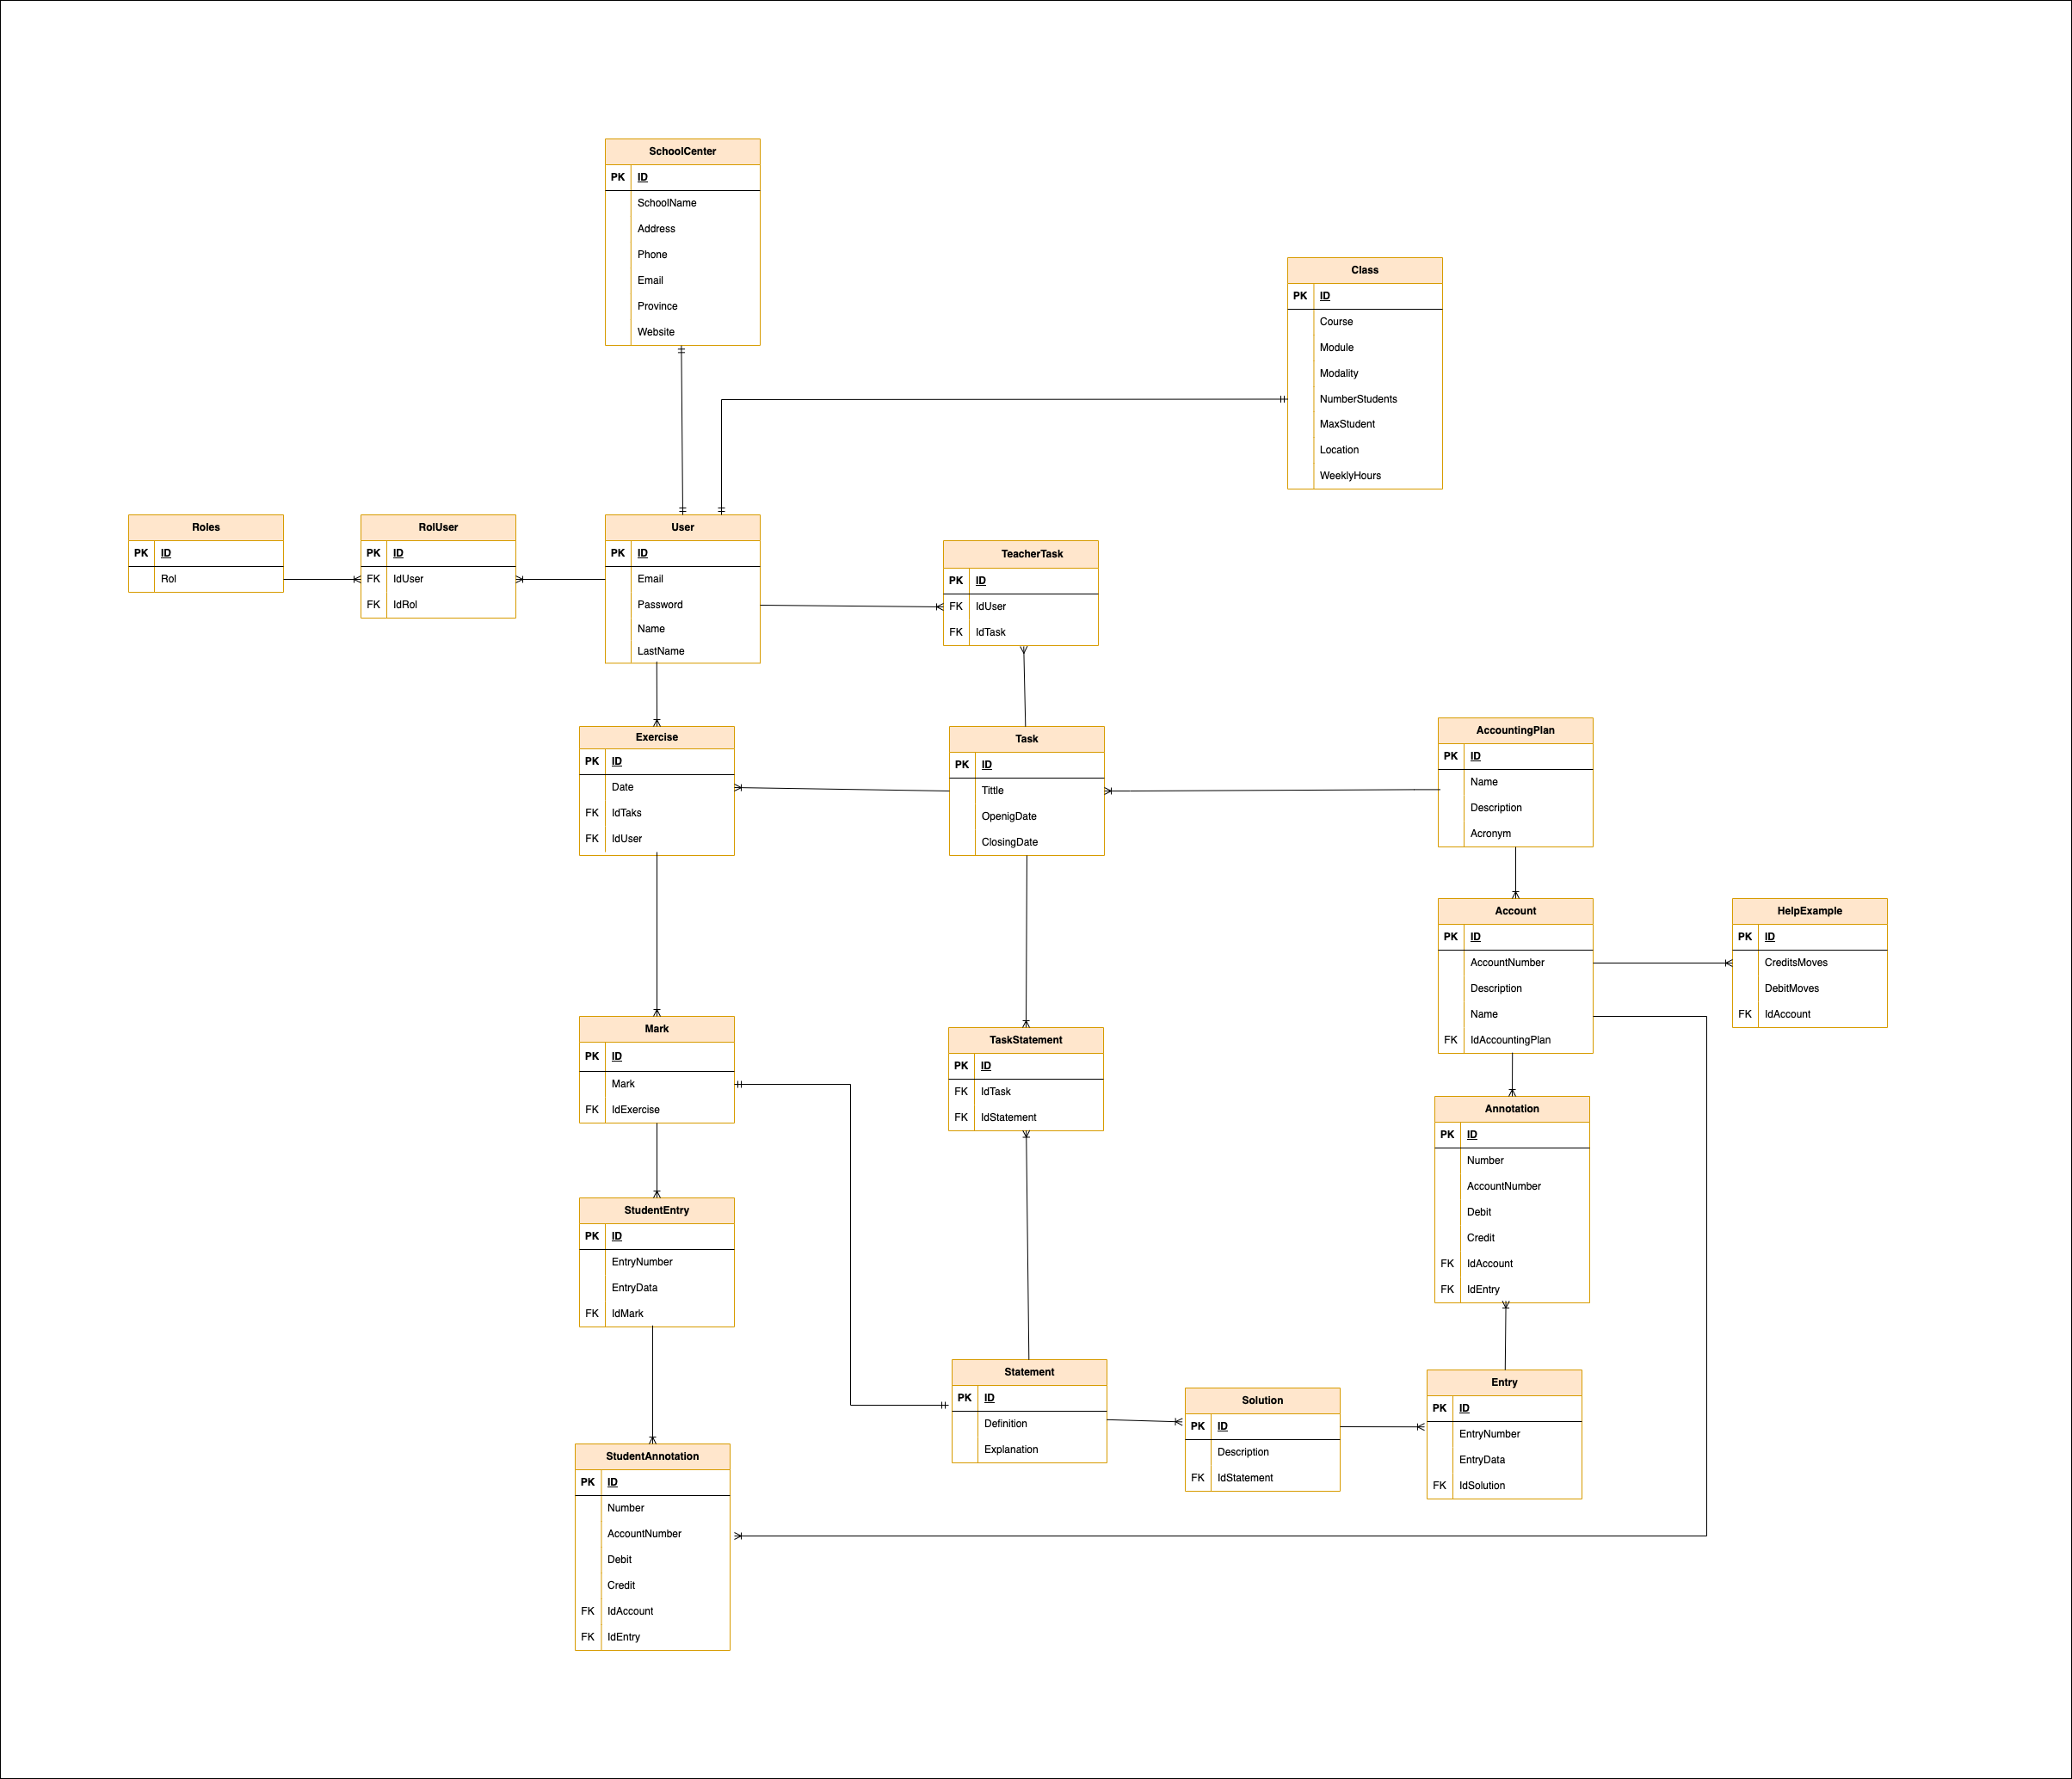 SchoolCenter
PK ID
SchoolName
Address
Phone
Email
Province
Website
Class
PK ID
Course
Module
Modality
NumberStudents
MaxStudent
Location
WeeklyHours
Roles
PK ID
Rol
RolUser
PK ID
FK IdUser
FK IdRol
User
PK ID
Email
Password
Name
LastName
TeacherTask
PK ID
FK IdUser
FK IdTask
Exercise
PK ID
Date
FK IdTaks
FK IdUser
Task
PK ID
Tittle
OpenigDate
ClosingDate
AccountingPlan
PK ID
Name
Description
Acronym
Account
PK ID
AccountNumber
Description
Name
FK IdAccountingPlan
HelpExample
PK ID
CreditsMoves
DebitMoves
FK IdAccount
Mark
PK ID
Mark
FK IdExercise
TaskStatement
PK ID
FK IdTask
FK IdStatement
Annotation
PK ID
Number
AccountNumber
Debit
Credit
FK IdAccount
FK IdEntry
StudentEntry
PK ID
EntryNumber
EntryData
FK IdMark
Statement
PK ID
Definition
Explanation
Solution
PK ID
Description
FK IdStatement
Entry
PK ID
EntryNumber
EntryData
FK IdSolution
StudentAnnotation
PK ID
Number
AccountNumber
Debit
Credit
FK IdAccount
FK IdEntry